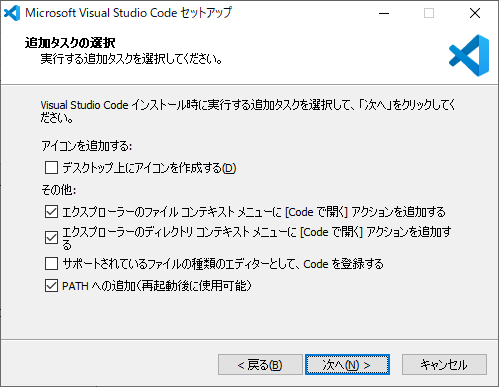 Microsoft Visual Studio Code セットアップ
追加タスクの選択
実行する追加タスクを選択してください。
Visual Studio Code インストール時に実行する追加タスクを選択して、「次へ」をクリックしてく
ださい。
アイコンを追加する:
デスクトップ上にアイコンを作成する(D)
その他:
エクスプローラーのファイル コンテキスト メニューに [Code で開く] アクションを追加する
エクスプローラーのディレクトリ コンテキスト メニューに [Code で開く] アクションを追加す
る
サポートされているファイルの種類のエディターとして、Code を登録する
PATH への追加（再起動後に使用可能）
< 戻る(B)
次へ(N) >
キャンセル